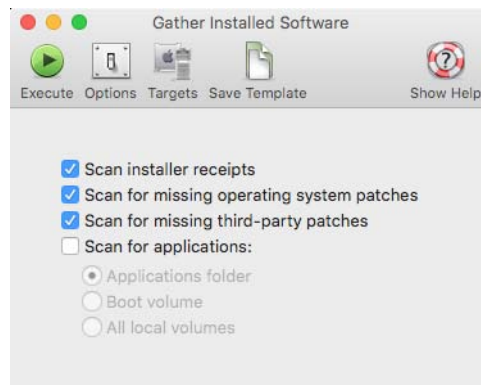 Gather Installed Software
Execute Options Targets Save Template Show Help
Scan installer receipts
Scan for missing operating system patches
Scan for missing third-party patches
Scan for applications:
Applications folder
Boot volume
All local volumes